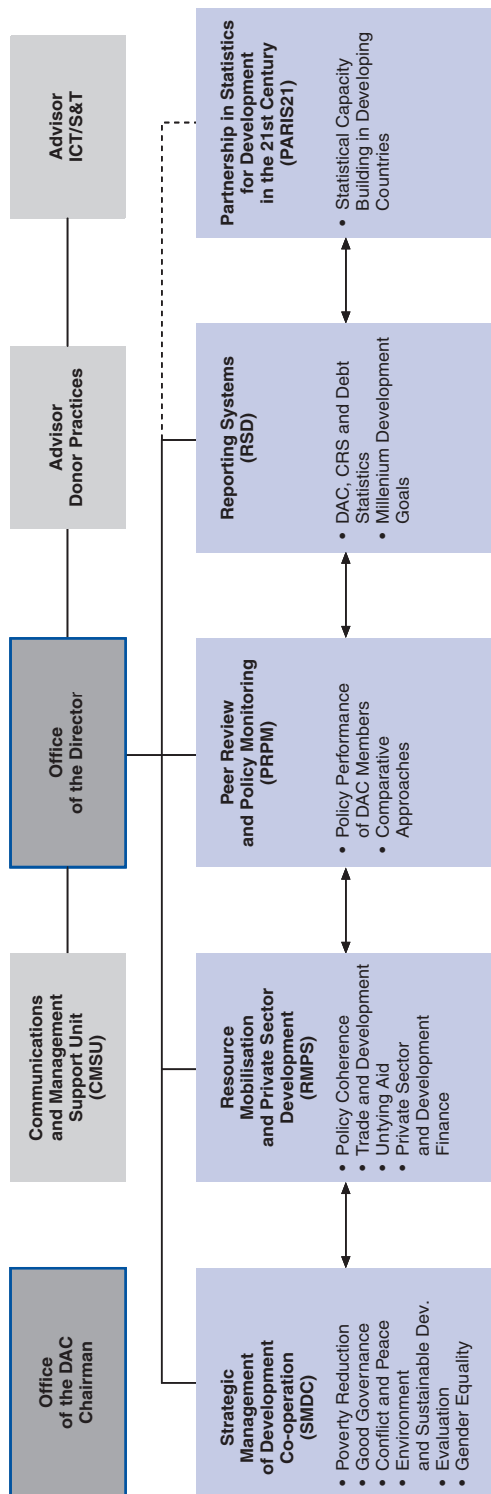 Office
of the DAC
Chairman
Communications
and Management
Support Unit
(CMSU)
Office
of the Director
Advisor
Donor Practices
Advisor
ICT/S&T
Strategic
Management
of Development
Co-operation
(SMDC)
• Poverty Reduction
• Good Governance
• Conflict and Peace
• Environment
and Sustainable Dev.
• Evaluation
• Gender Equality
Resource
Mobilisation
and Private Sector
Development
(RMPS)
• Policy Coherence
• Trade and Development
• Untying Aid
• Private Sector
and Development
Finance
Peer Review
and Policy Monitoring
(PRPM)
• Policy Performance
of DAC Members
• Comparative
Approaches
Reporting Systems
(RSD)
• DAC, CRS and Debt
Statistics
• Millenium Development
Goals
Partnership in Statistics
for Development
in the 21st Century
(PARIS21)
• Statistical Capacity
Building in Developing
Countries